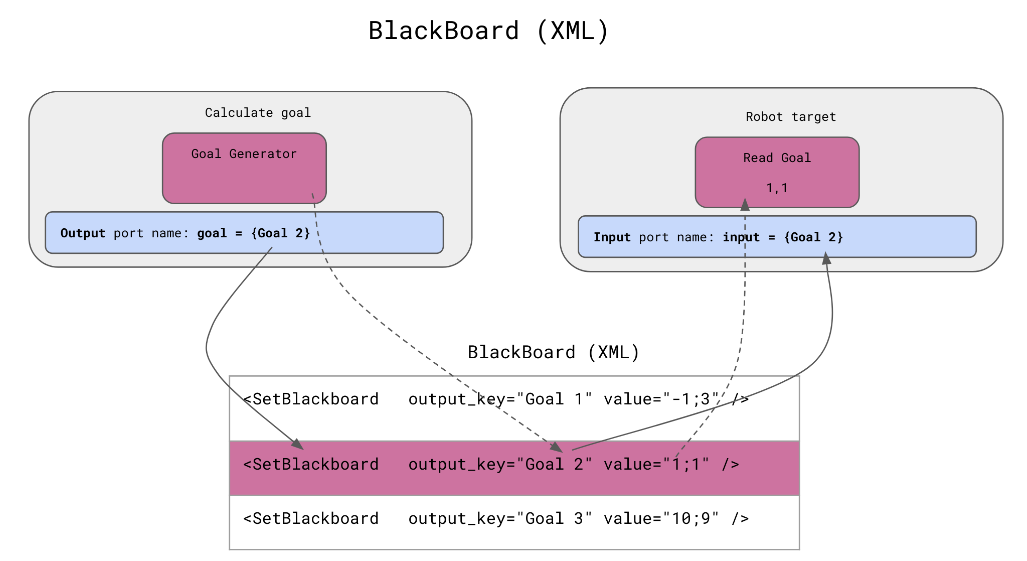 BlackBoard (XML)
Calculate goal
Goal Generator
Output port name: goal = {Goal 2}
Robot target
Read Goal
1,1
Input port name: input = {Goal 2}
BlackBoard (XML)
<SetBlackboard   output_key="Goal 1" value="-1;3" />
<SetBlackboard   output_key="Goal 2" value="1;1" />
<SetBlackboard   output_key="Goal 3" value="10;9" />